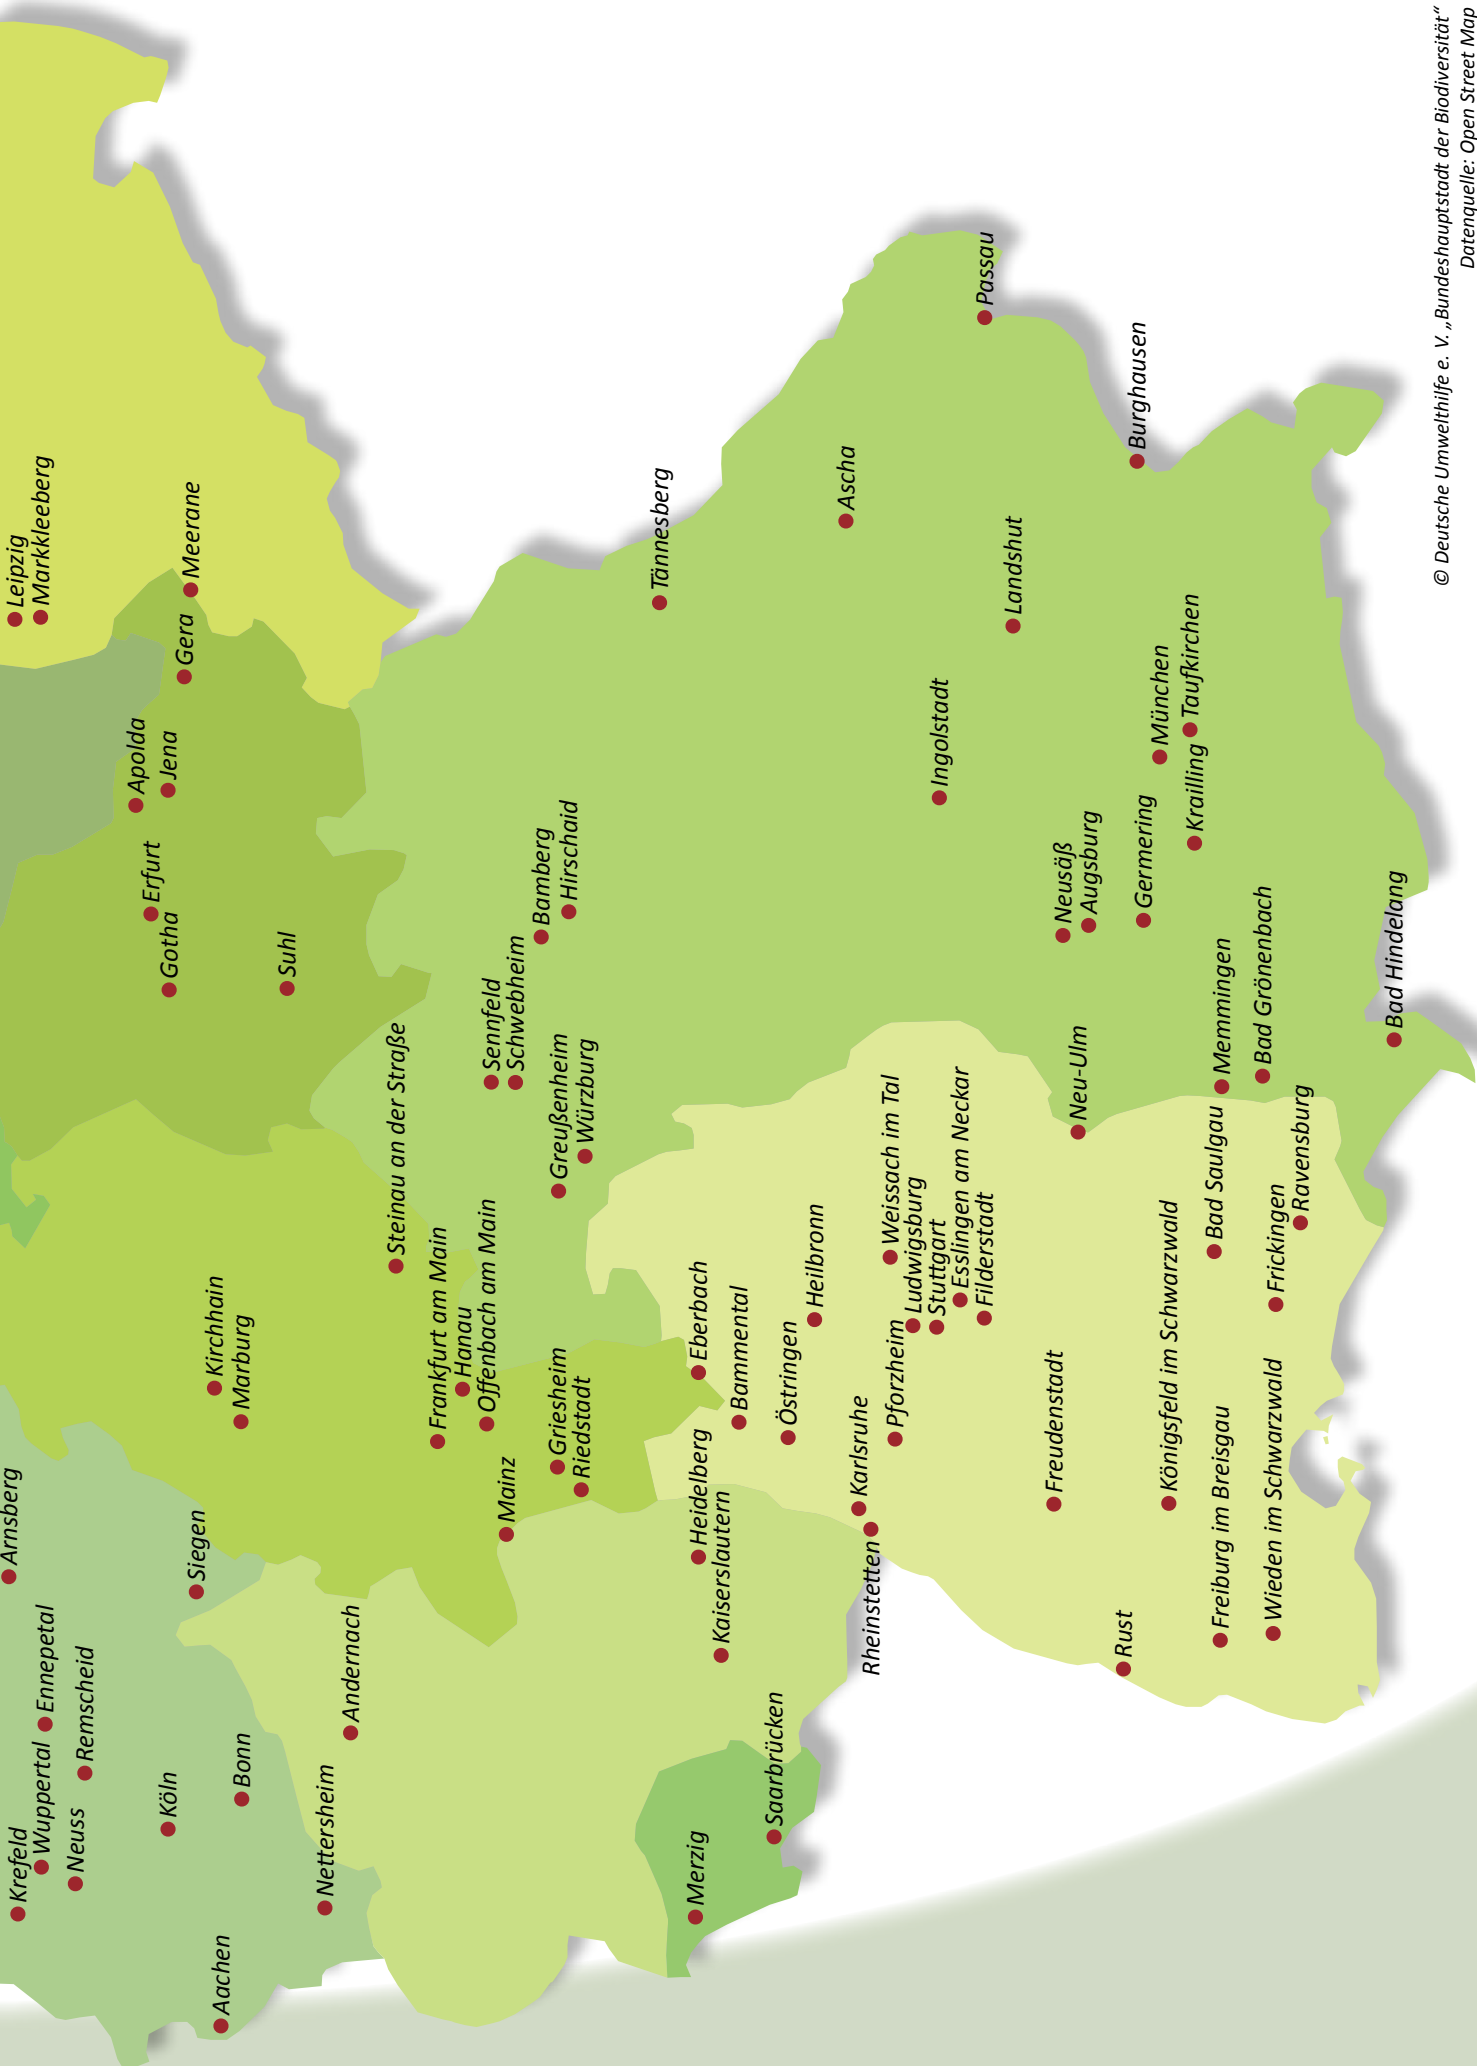 Krefeld
Wuppertal
Ennepetal
Arnsberg
Neuss
Remscheid
Köln
Aachen
Bonn
Siegen
Nettersheim
Andernach
Leipzig
Markkleeberg
Meerane
Gera
Apolda
Jena
Erfurt
Gotha
Suhl
Kirchhain
Marburg
Steinau an der Straße
Frankfurt am Main
Hanau
Offenbach am Main
Mainz
Griesheim
Riedstadt
Sennfeld
Schwebheim
Bamberg
Hirschaid
Greußenheim
Würzburg
Tännesberg
Merzig
Saarbrücken
Heidelberg
Kaiserslautern
Eberbach
Bammental
Östringen
Heilbronn
Karlsruhe
Rheinstetten
Pforzheim
Weissach im Tal
Ludwigsburg
Stuttgart
Esslingen am Neckar
Filderstadt
Ascha
Passau
Ingolstadt
Landshut
Freudenstadt
Neu-Ulm
Neusäß
Augsburg
Rust
Burghausen
Germering
München
Königsfeld im Schwarzwald
Krailling
Taufkirchen
Freiburg im Breisgau
Bad Saulgau
Memmingen
Wieden im Schwarzwald
Frickingen
Ravensburg
Bad Grönenbach
Bad Hindelang
© Deutsche Umwelthilfe e. V. „Bundeshauptstadt der Biodiversität“
Datenquelle: Open Street Map